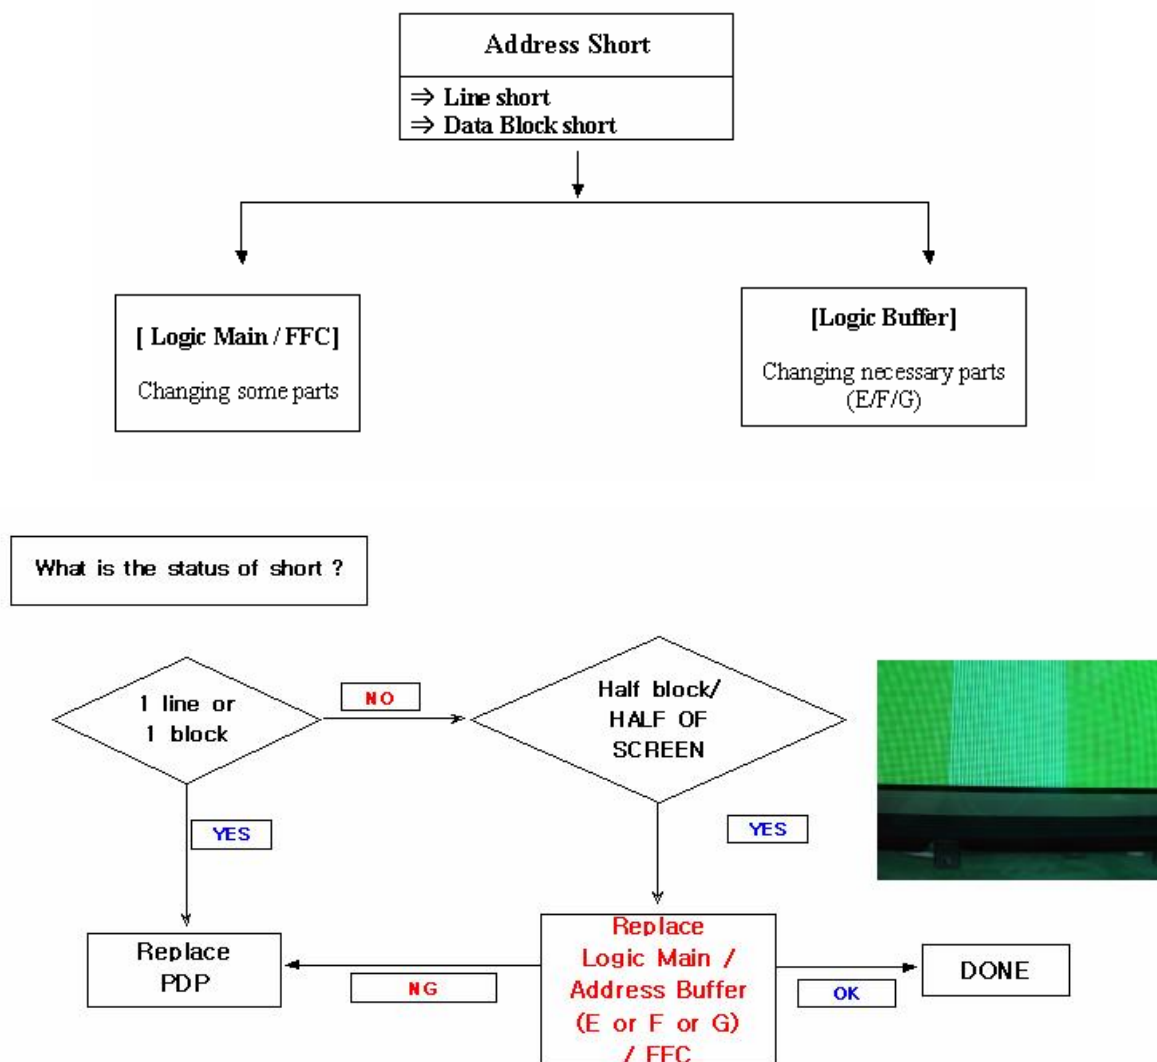 Address Short
⇒ Line short
⇒ Data Block short
[ Logic Main / FFC]
Changing some parts
[Logic Buffer]
Changing necessary parts
(E/F/G)
What is the status of short ?
1 line or
1 block
NO
Half block/
HALF OF
SCREEN
YES
YES
Replace
PDP
NG
Replace
Logic Main /
Address Buffer
(E or F or G)
/ FFC
OK
DONE